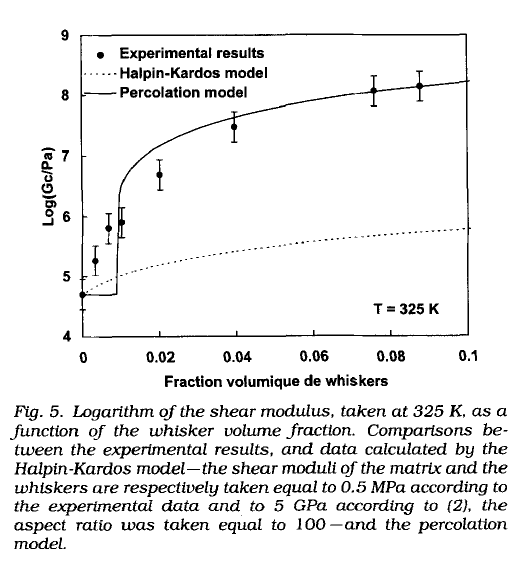 9
8
7
6
5
4
Log(Gc/Pa)
Experimental results
Halpin-Kardos model
Percolation model
T = 325 K
0 0.02 0.04 0.06 0.08 0.1
Fraction volumique de whiskers
Fig. 5. Logarithm of the shear modulus, taken at 325 K, as a
function of the whisker volume fraction. Comparisons be-
tween the experimental results, and data calculated by the
Halpin-Kardos model—the shear moduli of the matrix and the
whiskers are respectively taken equal to 0.5 MPa according to
the experimental data and to 5 GPa according to (2), the
aspect ratio was taken equal to 100—and the percolation
model.